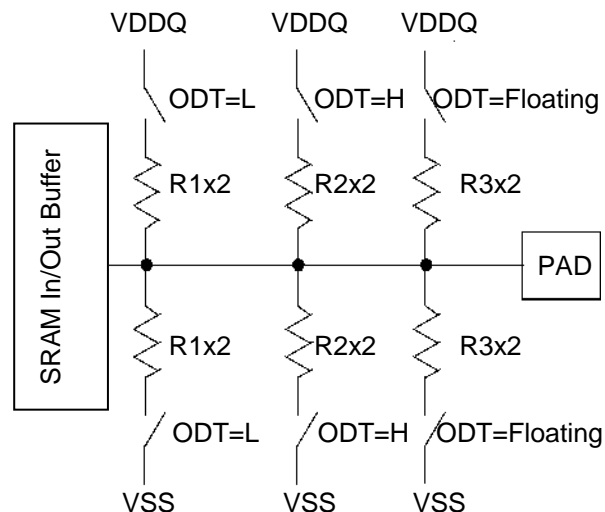 VDDQ VDDQ VDDQ
ODT=L ODT=H ODT=Floating
R1x2 R2x2 R3x2
SRAM In/Out Buffer
PAD
R1x2 R2x2 R3x2
ODT=L ODT=H ODT=Floating
VSS VSS VSS